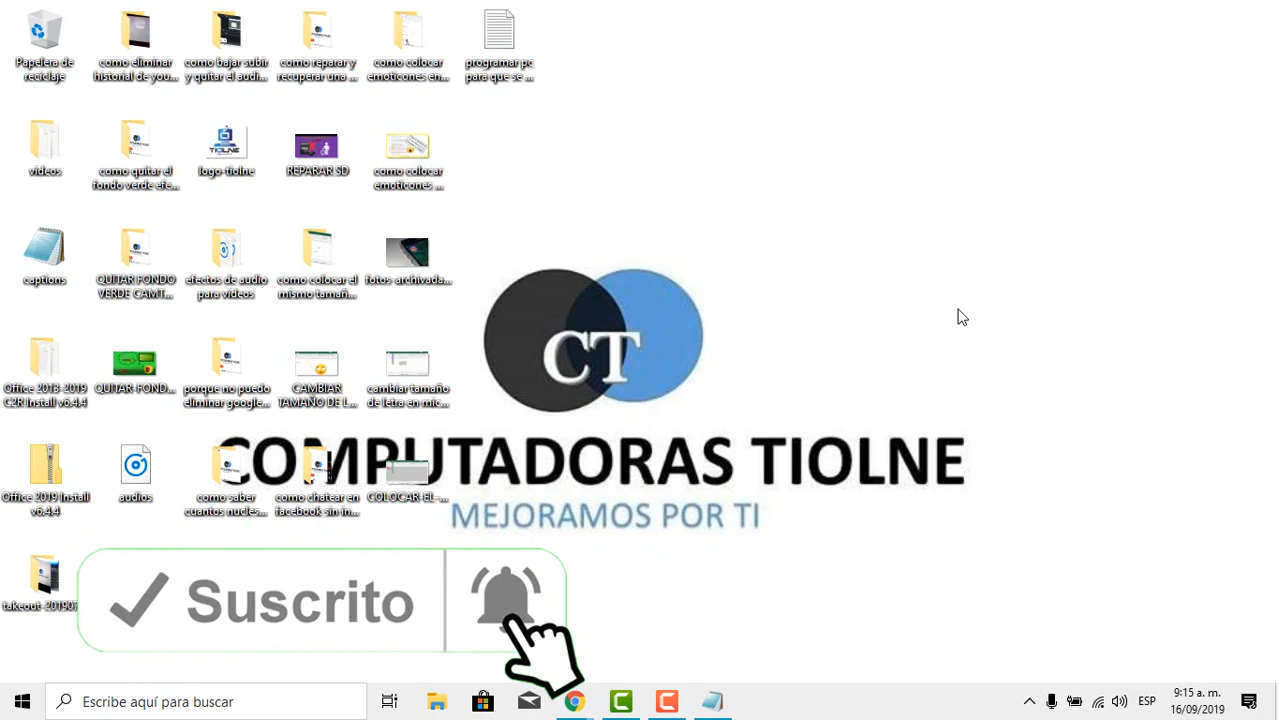 Papelera de
reciclaje
como eliminar
historial de you...
como bajar subir
y quitar el audi...
como reparar y
recuperar una ...
como colocar
emoticones en...
programar pc
para que se ...
videos
como quitar el
fondo verde efe...
TIOLNE
logo-tiolne
REPARAR SD
como colocar
emoticones ...
captions
QUITAR FONDO
VERDE CAMT...
efectos de audio
para videos
como colocar el
mismo tamañ...
fotos-archivada...
CT
Office 2013-2019
C2R Install v6.4.4
QUITAR-FOND...
porque no puedo
eliminar google...
CAMBIAR
TAMAÑO DE L...
cambiar tamaño
de letra en mic...
COMPUTADORAS TIOLNE
MEJORAMOS POR TI
Office 2019 Install
v6.4.4
audios
como saber
cuantos nucles...
como chatear en
facebook sin in...
COLOCAR-EL-...
takeout-201907
Suscrito
Escribe aquí para buscar
ESP
9:15 a. m.
16/09/2019